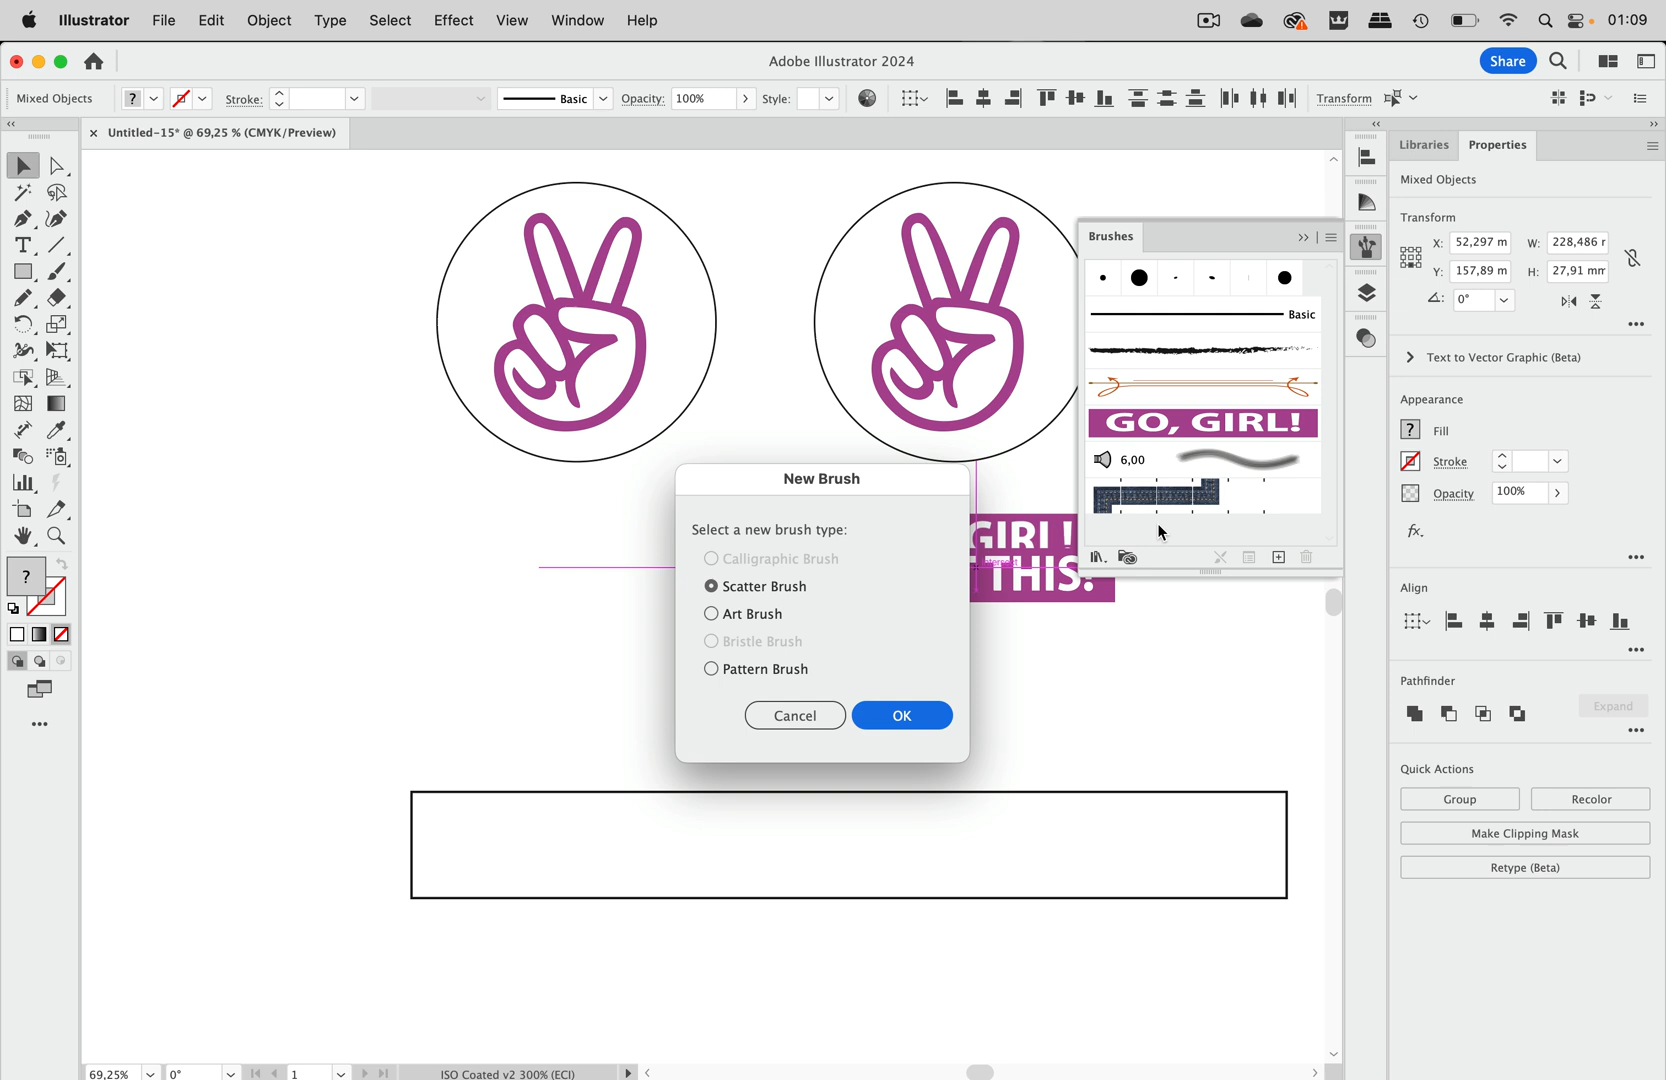 Illustrator File Edit Object Type Select Effect View Window Help 01:09
Adobe Illustrator 2024
Share
Mixed Objects
?
Stroke:
Basic
Opacity: 100%
Style:
Transform
Untitled-15* @ 69,25 % (CMYK/Preview)
Libraries
Properties
Mixed Objects
Transform
X: 52,297 m
W: 228,486 r
Y: 157,89 m
H: 27,91 mm
0°
Text to Vector Graphic (Beta)
Appearance
? Fill
Stroke
Opacity 100%
fx.
Align
Pathfinder
Expand
Quick Actions
Group
Recolor
Make Clipping Mask
Retype (Beta)
Brushes
Basic
GO, GIRL!
6,00
GIRL!
THIS!
New Brush
Select a new brush type:
Calligraphic Brush
Scatter Brush
Art Brush
Bristle Brush
Pattern Brush
Cancel
OK
?
69,25%
0°
1
ISO Coated v2 300% (ECI)